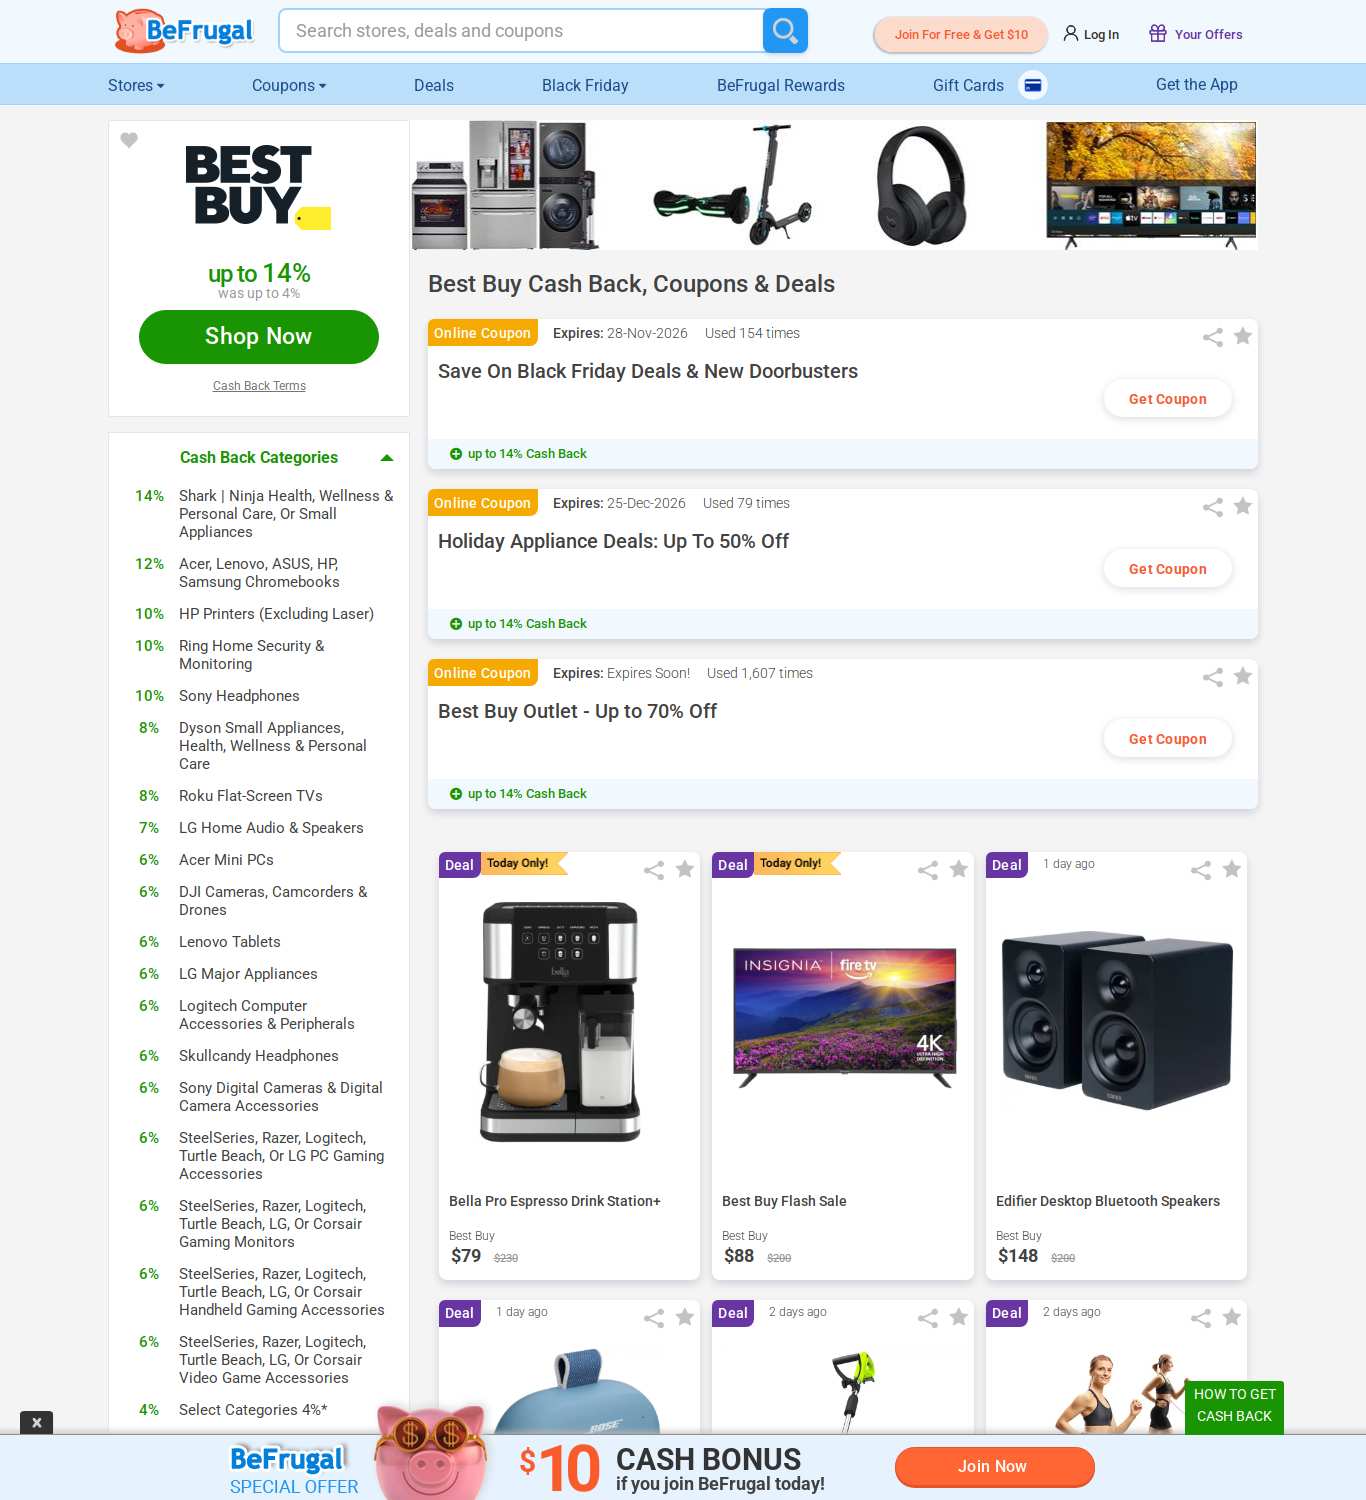 BeFrugal
Search stores, deals and coupons
Join For Free & Get $10
Log In
Your Offers
Stores
Coupons
Deals
Black Friday
BeFrugal Rewards
Gift Cards
Get the App
BEST
BUY
up to 14%
was up to 4%
Shop Now
Cash Back Terms
Cash Back Categories
14% Shark | Ninja Health, Wellness &
Personal Care, Or Small
Appliances
12% Acer, Lenovo, ASUS, HP,
Samsung Chromebooks
10% HP Printers (Excluding Laser)
10% Ring Home Security &
Monitoring
10% Sony Headphones
8% Dyson Small Appliances,
Health, Wellness & Personal
Care
8% Roku Flat-Screen TVs
7% LG Home Audio & Speakers
6% Acer Mini PCs
6% DJI Cameras, Camcorders &
Drones
6% Lenovo Tablets
6% LG Major Appliances
6% Logitech Computer
Accessories & Peripherals
6% Skullcandy Headphones
6% Sony Digital Cameras & Digital
Camera Accessories
6% SteelSeries, Razer, Logitech,
Turtle Beach, Or LG PC Gaming
Accessories
6% SteelSeries, Razer, Logitech,
Turtle Beach, LG, Or Corsair
Gaming Monitors
6% SteelSeries, Razer, Logitech,
Turtle Beach, LG, Or Corsair
Handheld Gaming Accessories
6% SteelSeries, Razer, Logitech,
Turtle Beach, LG, Or Corsair
Video Game Accessories
4% Select Categories 4%*
Best Buy Cash Back, Coupons & Deals
Online Coupon Expires: 28-Nov-2026 Used 154 times
Save On Black Friday Deals & New Doorbusters
Get Coupon
up to 14% Cash Back
Online Coupon Expires: 25-Dec-2026 Used 79 times
Holiday Appliance Deals: Up To 50% Off
Get Coupon
up to 14% Cash Back
Online Coupon Expires: Expires Soon! Used 1,607 times
Best Buy Outlet - Up to 70% Off
Get Coupon
up to 14% Cash Back
Deal Today Only!
bella
Bella Pro Espresso Drink Station+
Best Buy
$79 $230
Deal Today Only!
INSIGNIA fire tv
4K
ULTRA HIGH
DEFINITION
Best Buy Flash Sale
Best Buy
$88 $200
Deal 1 day ago
Edifier Desktop Bluetooth Speakers
Best Buy
$148 $200
Deal 1 day ago
BOSE
Deal 2 days ago
Deal 2 days ago
HOW TO GET
CASH BACK
x
BeFrugal
SPECIAL OFFER
$10
CASH BONUS
if you join BeFrugal today!
Join Now